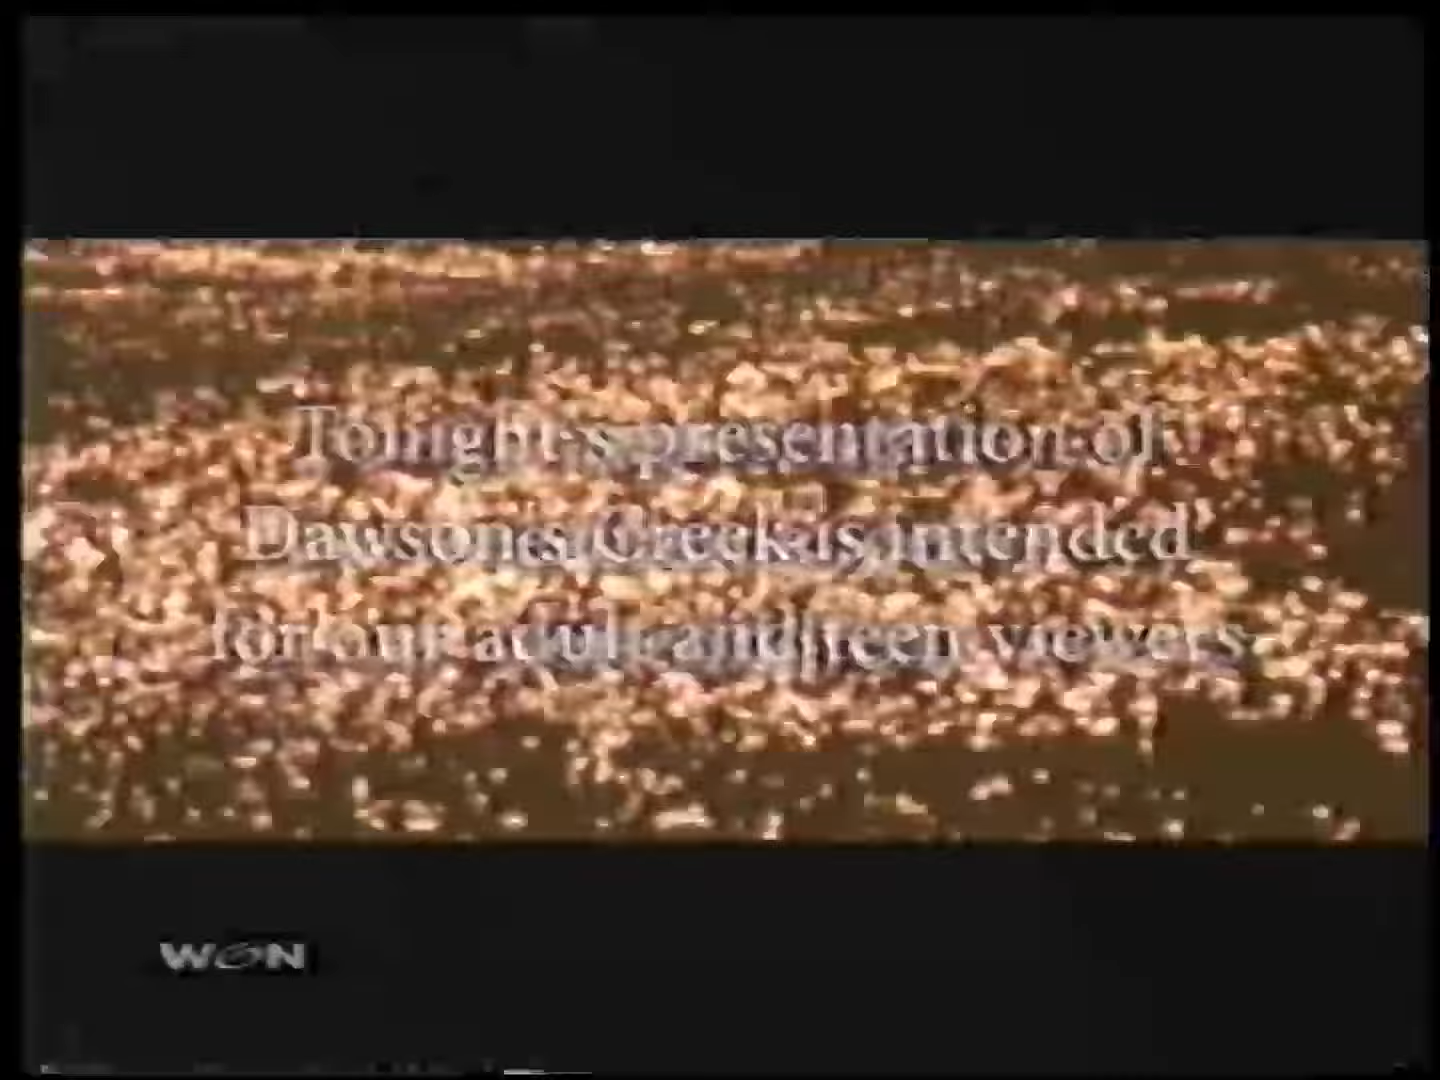 Tonight's presentation of
Dawson's Creek is intended
for our adult and teen viewers
WGN